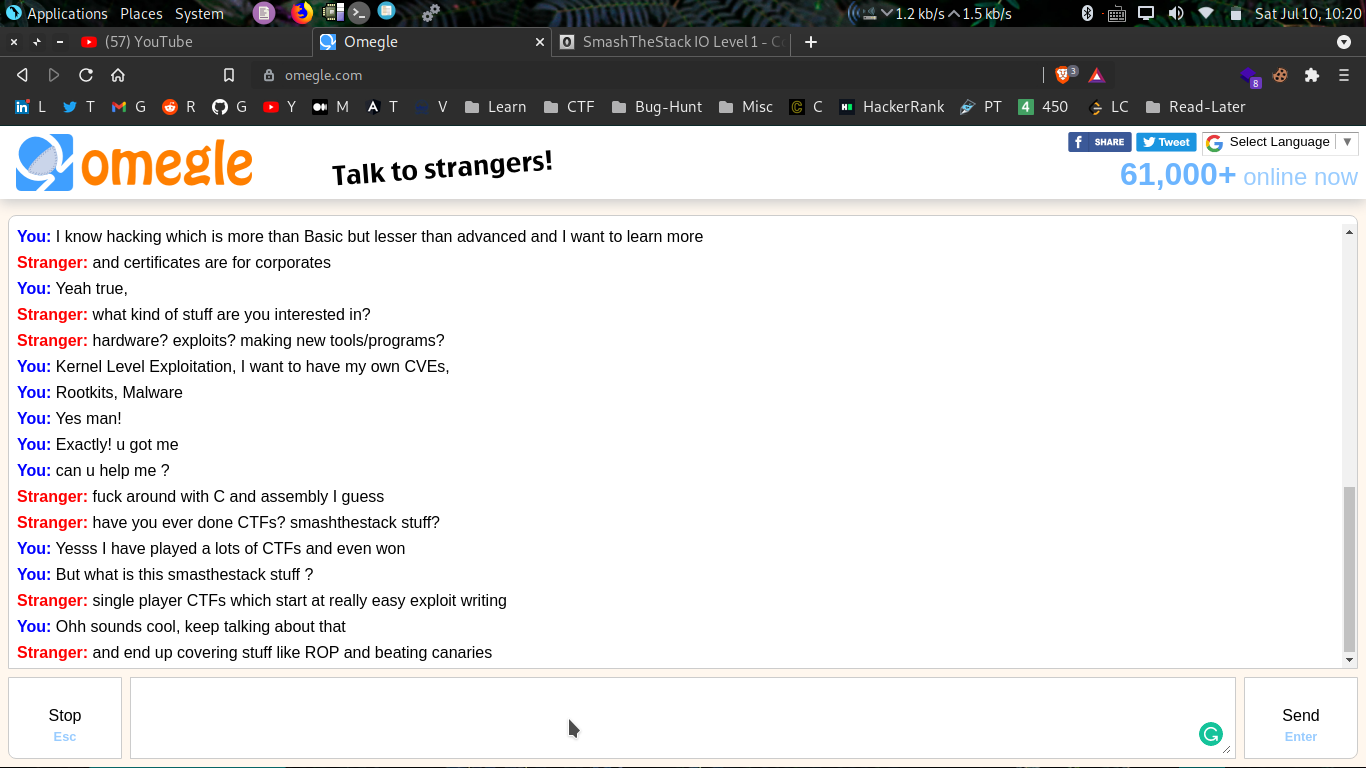 Applications Places System 1.2 kb/s 1.5 kb/s Sat Jul 10, 10:20
(57) YouTube Omegle SmashTheStack IO Level 1 - C
omegle.com 3 8
L T G R G Y M T V Learn CTF Bug-Hunt Misc C HackerRank PT 4 450 LC Read-Later
omegle Talk to strangers! SHARE Tweet Select Language
61,000+ online now
You: I know hacking which is more than Basic but lesser than advanced and I want to learn more
Stranger: and certificates are for corporates
You: Yeah true,
Stranger: what kind of stuff are you interested in?
Stranger: hardware? exploits? making new tools/programs?
You: Kernel Level Exploitation, I want to have my own CVEs,
You: Rootkits, Malware
You: Yes man!
You: Exactly! u got me
You: can u help me ?
Stranger: fuck around with C and assembly I guess
Stranger: have you ever done CTFs? smashthestack stuff?
You: Yesss I have played a lots of CTFs and even won
You: But what is this smasthestack stuff ?
Stranger: single player CTFs which start at really easy exploit writing
You: Ohh sounds cool, keep talking about that
Stranger: and end up covering stuff like ROP and beating canaries
Stop Send
Esc Enter